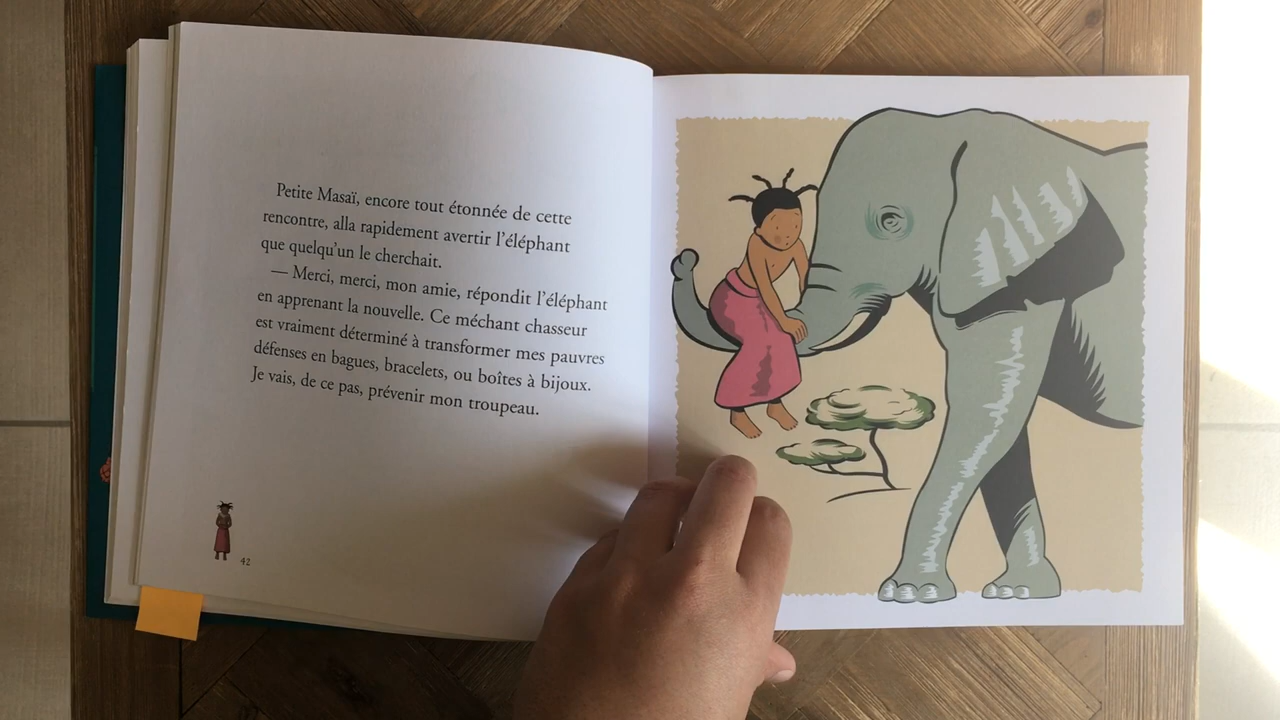 Petite Masaï, encore tout étonnée de cette
rencontre, alla rapidement avertir l'éléphant
que quelqu'un le cherchait.
— Merci, merci, mon amie, répondit l'éléphant
en apprenant la nouvelle. Ce méchant chasseur
est vraiment déterminé à transformer mes pauvres
défenses en bagues, bracelets, ou boîtes à bijoux.
Je vais, de ce pas, prévenir mon troupeau.
42